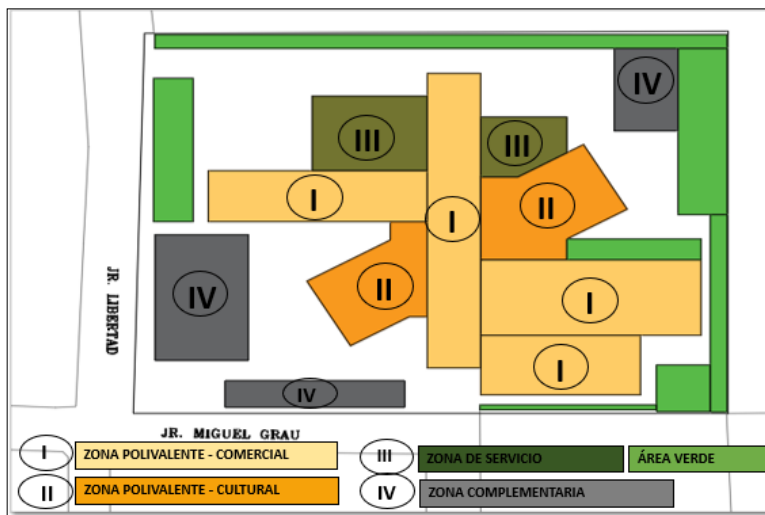 IV
III
III
I
II
I
II
IV
I
I
IV
JR. LIBERTAD
JR. MIGUEL GRAU
I ZONA POLIVALENTE - COMERCIAL
III ZONA DE SERVICIO
ÁREA VERDE
II ZONA POLIVALENTE - CULTURAL
IV ZONA COMPLEMENTARIA